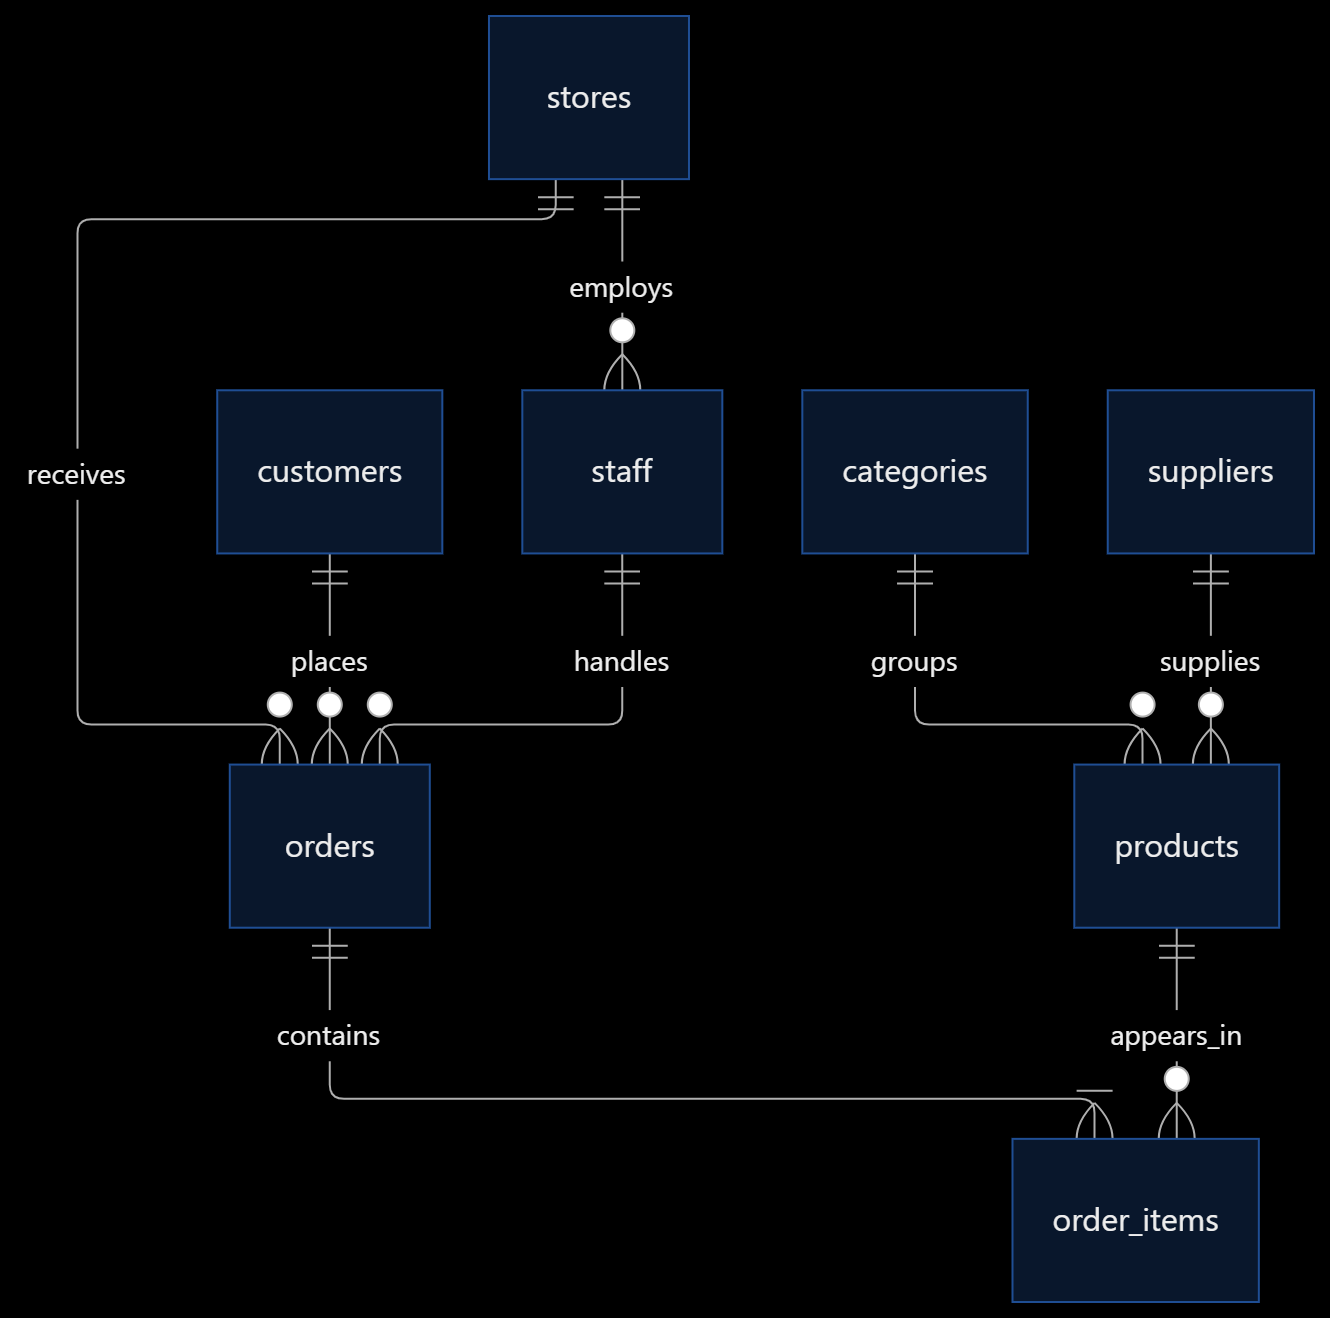 stores
employs
customers
staff
categories
suppliers
receives
places
handles
groups
supplies
orders
products
contains
appears_in
order_items